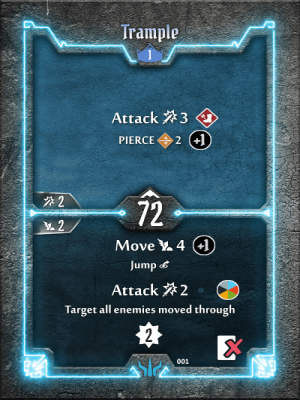 Trample
1
Attack 3
PIERCE 2 +1
2
72
2
Move 4 +1
Jump
Attack 2
Target all enemies moved through
2
001